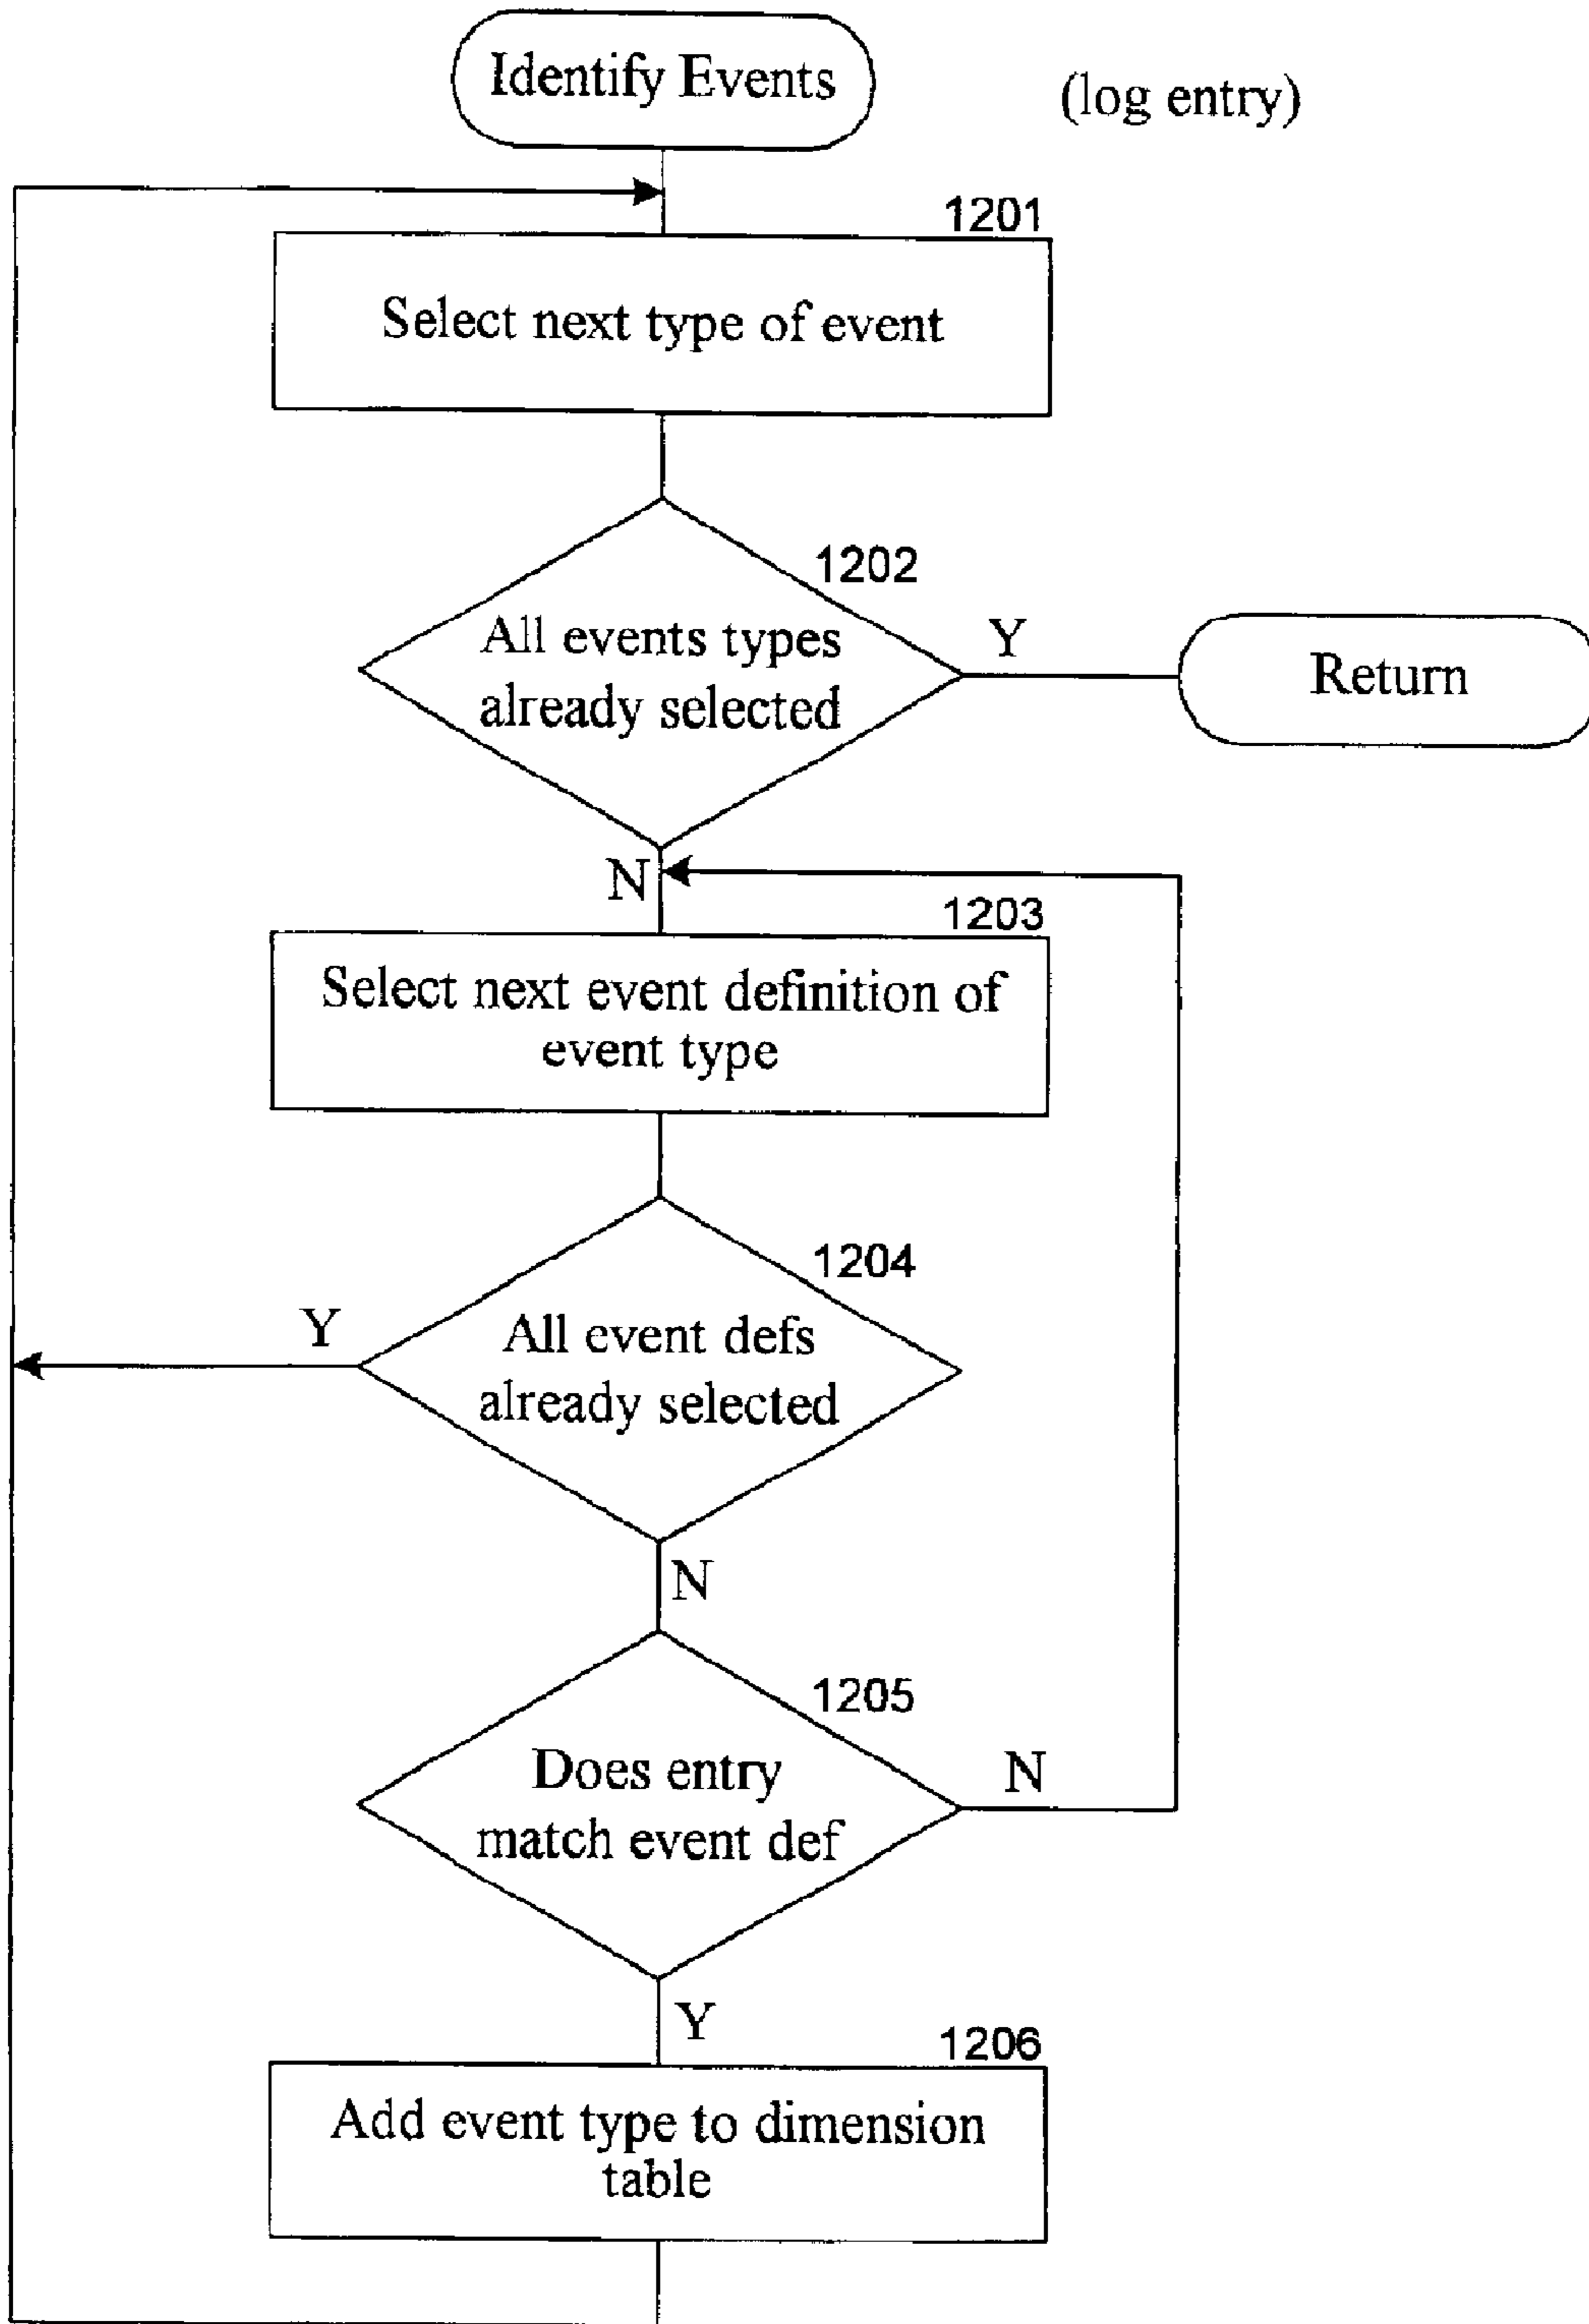 Identify Events
(log entry)
1201
Select next type of event
1202
All events types
already selected
Y
Return
N
1203
Select next event definition of
event type
1204
Y
All event defs
already selected
N
1205
Does entry
match event def
N
Y
1206
Add event type to dimension
table